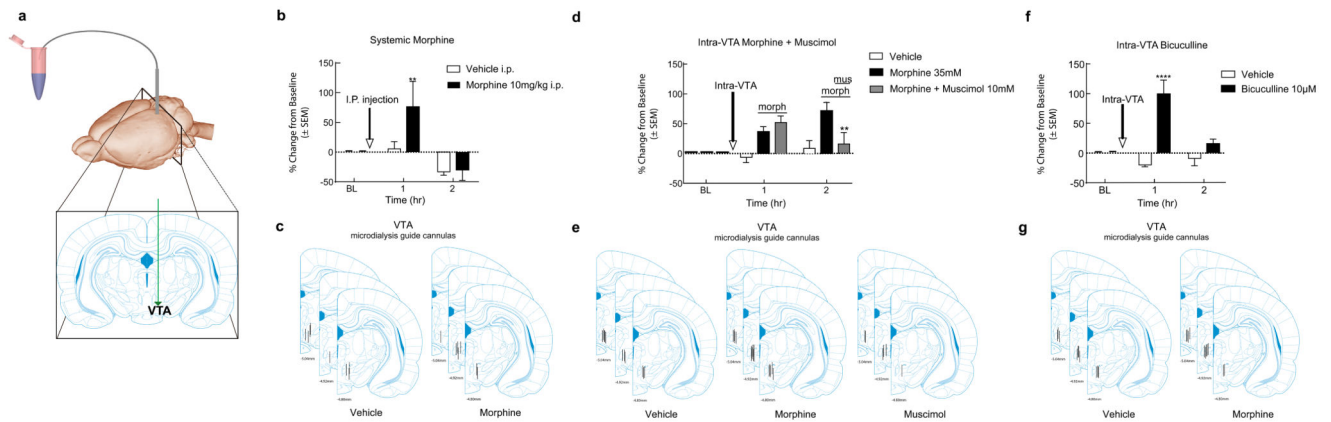 a
VTA
b
Systemic Morphine
Vehicle i.p.
Morphine 10mg/kg i.p.
% Change from Baseline
(± SEM)
150
100
50
0
-50
I.P. injection
**
BL
1
2
Time (hr)
c
VTA
microdialysis guide cannulas
Vehicle
Morphine
d
Intra-VTA Morphine + Muscimol
Vehicle
Morphine 35mM
Morphine + Muscimol 10mM
% Change from Baseline
(± SEM)
150
100
50
0
-50
Intra-VTA
morph
mus
morph
**
BL
1
2
Time (hr)
e
VTA
microdialysis guide cannulas
Vehicle
Morphine
Muscimol
f
Intra-VTA Bicuculline
Vehicle
Bicuculline 10µM
% Change from Baseline
(± SEM)
150
100
50
0
-50
Intra-VTA
****
BL
1
2
Time (hr)
g
VTA
microdialysis guide cannulas
Vehicle
Morphine